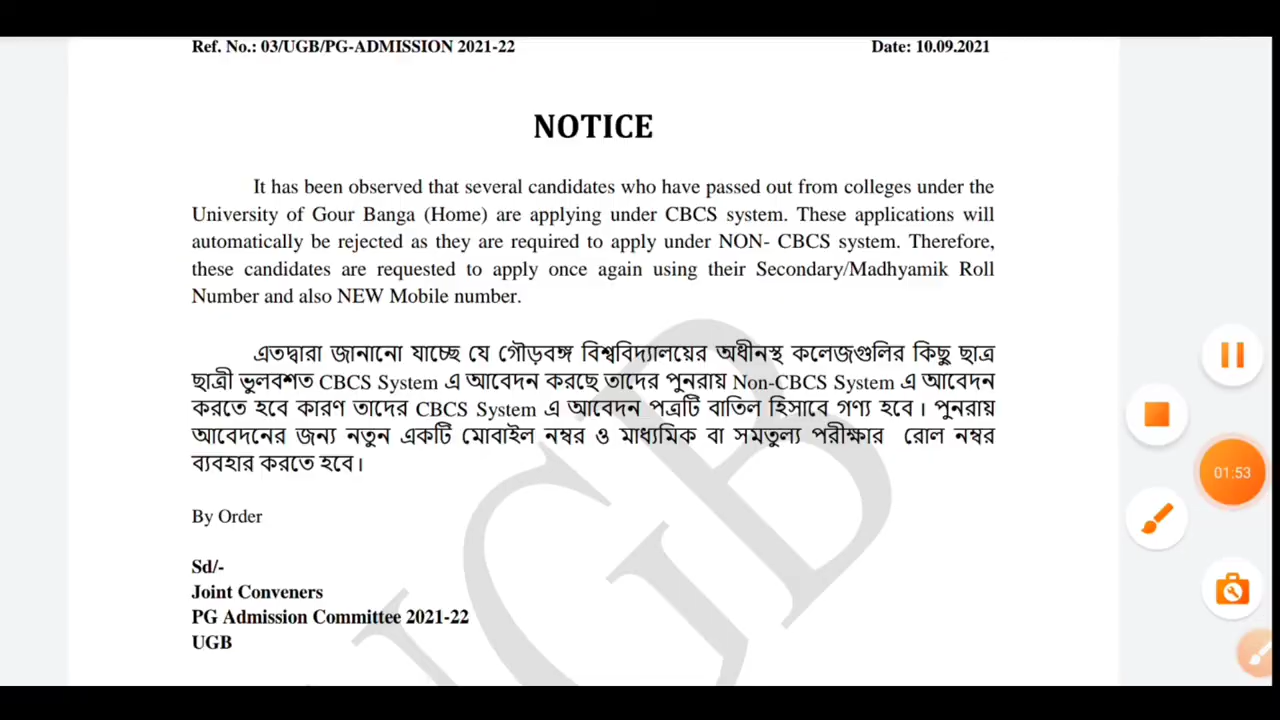 Ref. No.: 03/UGB/PG-ADMISSION 2021-22 Date: 10.09.2021
NOTICE
It has been observed that several candidates who have passed out from colleges under the
University of Gour Banga (Home) are applying under CBCS system. These applications will
automatically be rejected as they are required to apply under NON- CBCS system. Therefore,
these candidates are requested to apply once again using their Secondary/Madhyamik Roll
Number and also NEW Mobile number.
এতদ্বারা জানানো যাচ্ছে যে গৌড়বঙ্গ বিশ্ববিদ্যালয়ের অধীনস্থ কলেজগুলির কিছু ছাত্র
ছাত্রী ভুলবশত CBCS System এ আবেদন করছে তাদের পুনরায় Non-CBCS System এ আবেদন
করতে হবে কারণ তাদের CBCS System এ আবেদন পত্রটি বাতিল হিসাবে গণ্য হবে। পুনরায়
আবেদনের জন্য নতুন একটি মোবাইল নম্বর ও মাধ্যমিক বা সমতুল্য পরীক্ষার রোল নম্বর
ব্যবহার করতে হবে।
By Order
Sd/-
Joint Conveners
PG Admission Committee 2021-22
UGB
UGB
01:53